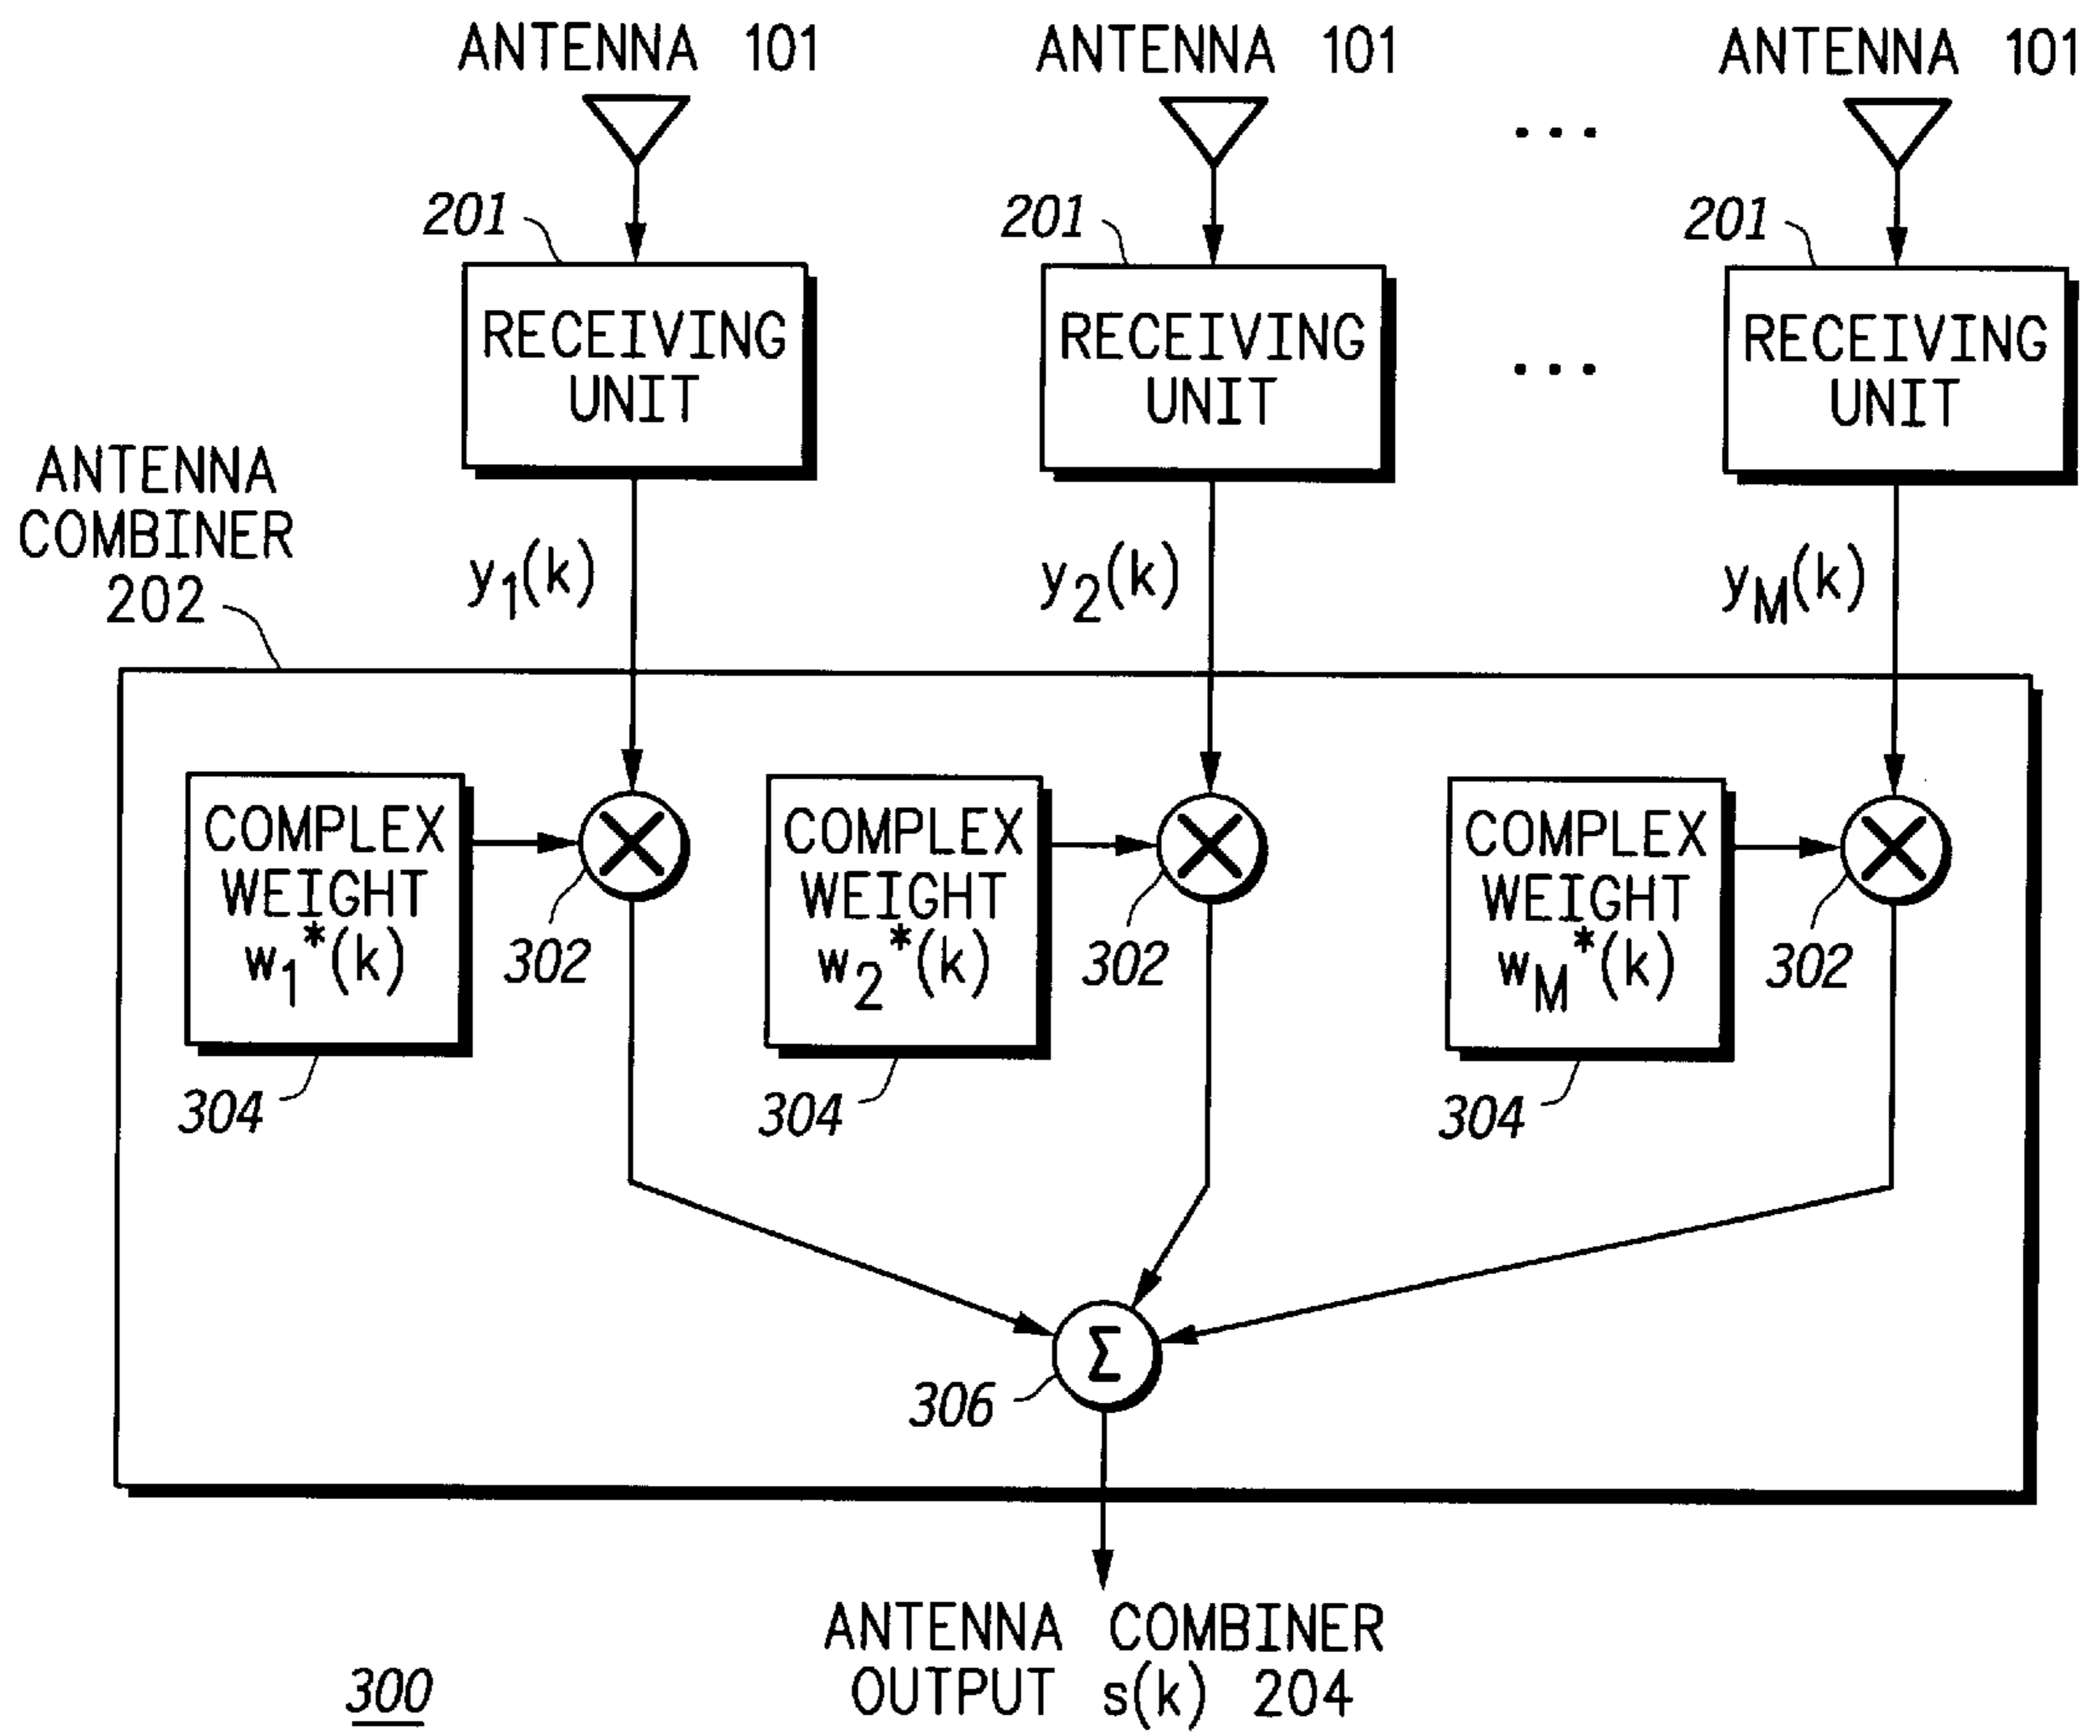 ANTENNA 101 ANTENNA 101 ANTENNA 101
... 
201 201 201
RECEIVING UNIT
RECEIVING UNIT
...
RECEIVING UNIT
ANTENNA
COMBINER
202
y1(k) y2(k) yM(k)
COMPLEX
WEIGHT
w1*(k)
302
304
COMPLEX
WEIGHT
w2*(k)
302
304
COMPLEX
WEIGHT
wM*(k)
302
304
Σ
306
ANTENNA COMBINER
OUTPUT s(k) 204
300